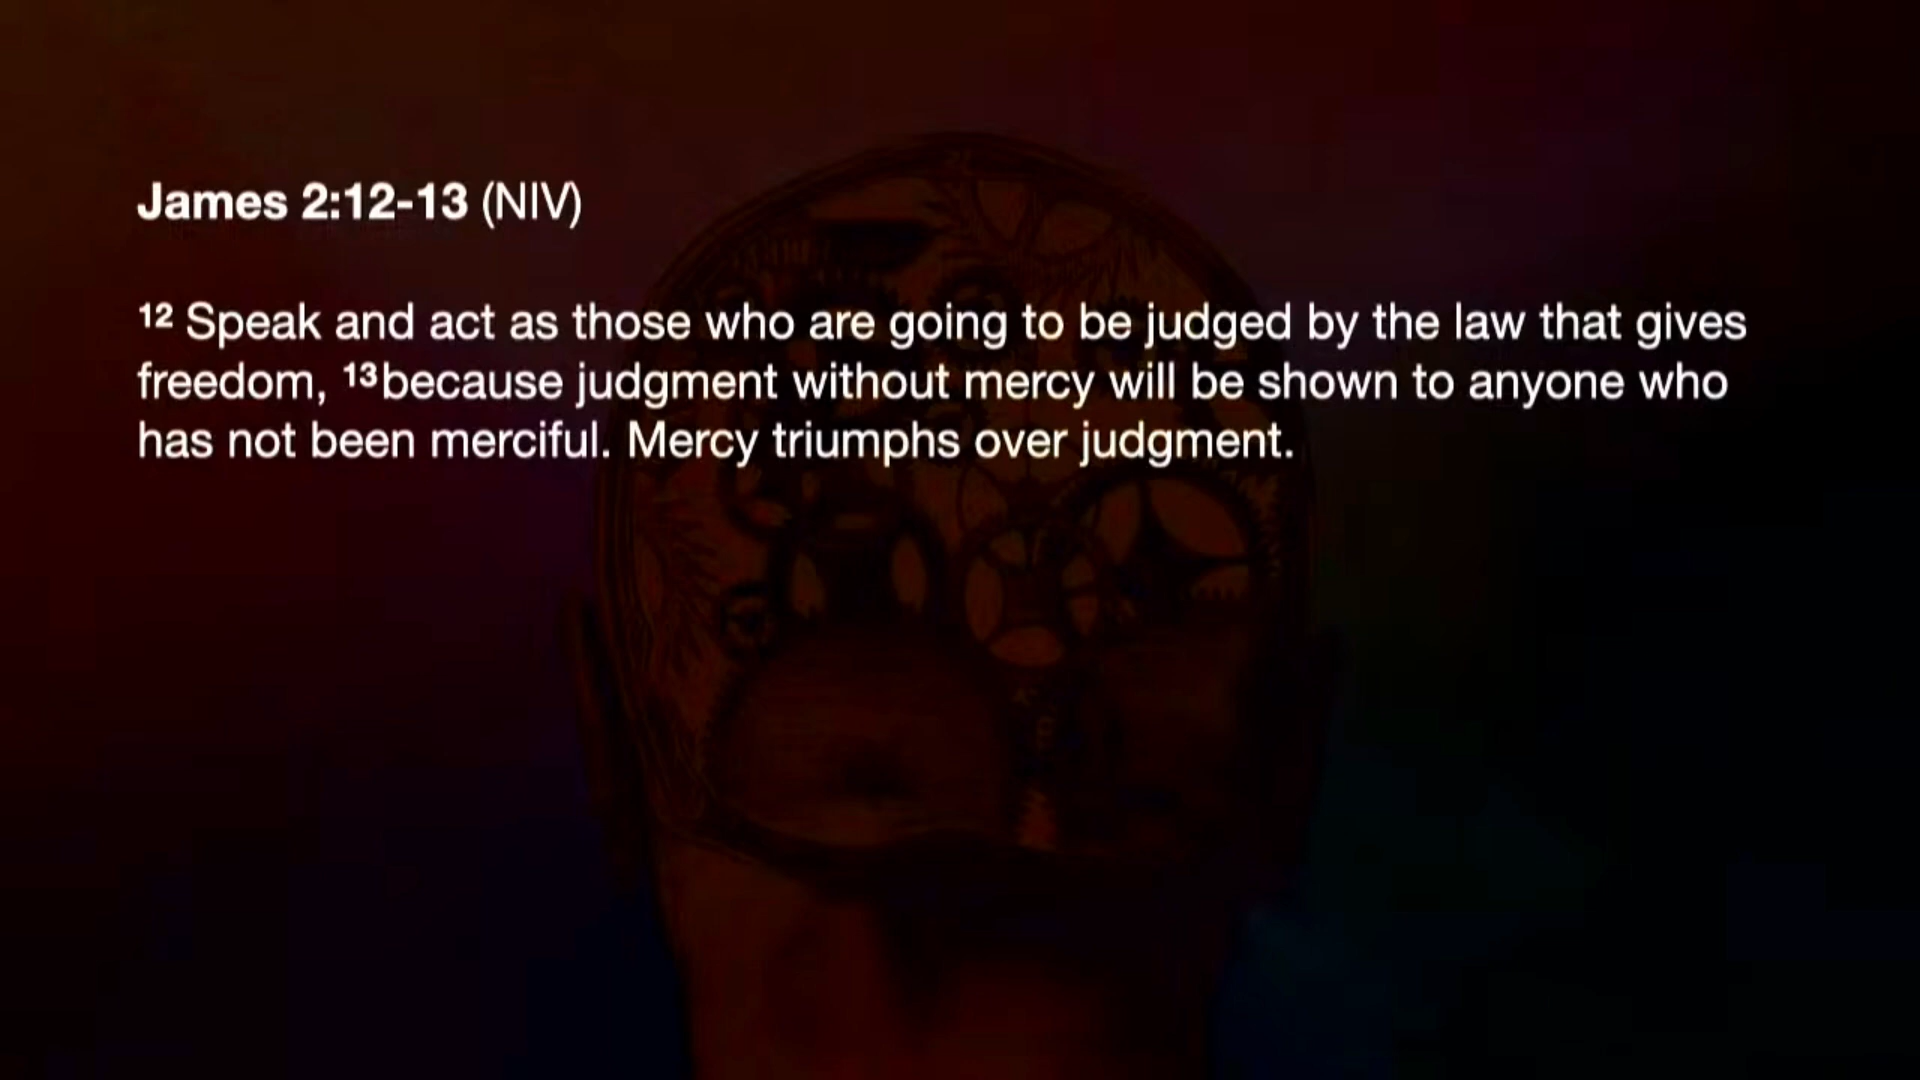 James 2:12-13 (NIV)
12 Speak and act as those who are going to be judged by the law that gives
freedom, 13because judgment without mercy will be shown to anyone who
has not been merciful. Mercy triumphs over judgment.